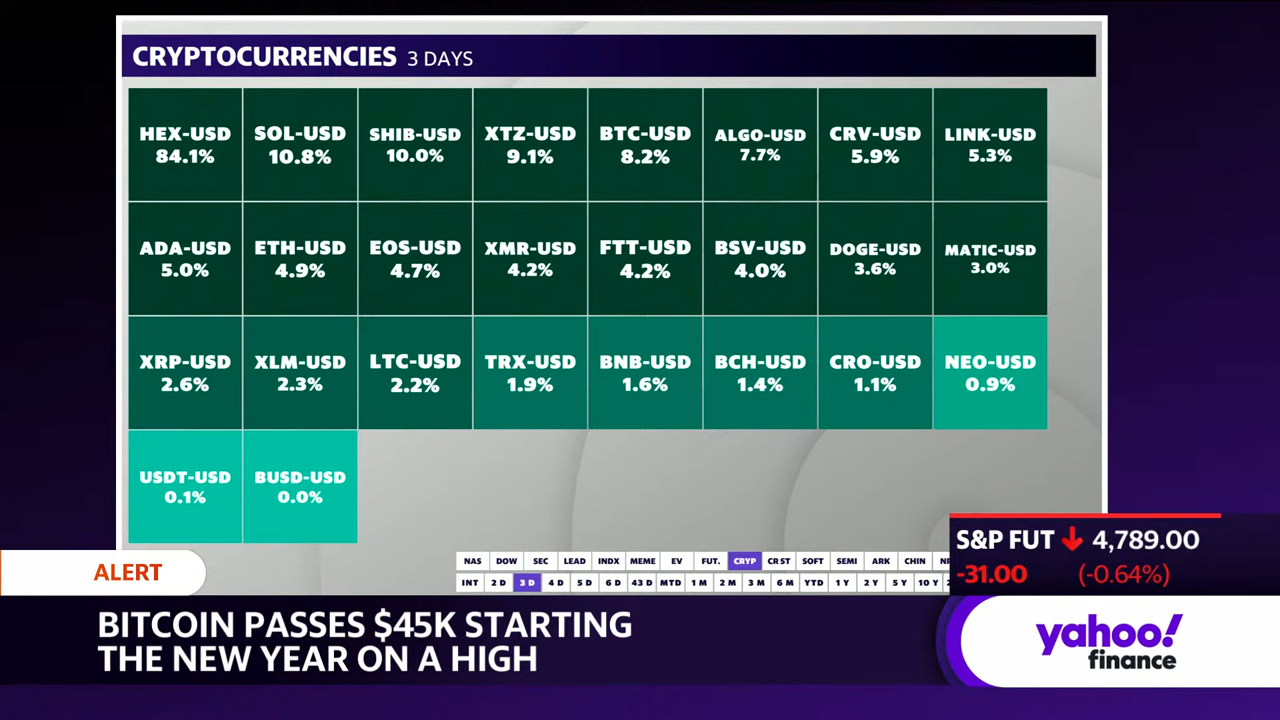 CRYPTOCURRENCIES 3 DAYS
HEX-USD SOL-USD SHIB-USD XTZ-USD BTC-USD ALGO-USD CRV-USD LINK-USD
84.1% 10.8% 10.0% 9.1% 8.2% 7.7% 5.9% 5.3%
ADA-USD ETH-USD EOS-USD XMR-USD FTT-USD BSV-USD DOGE-USD MATIC-USD
5.0% 4.9% 4.7% 4.2% 4.2% 4.0% 3.6% 3.0%
XRP-USD XLM-USD LTC-USD TRX-USD BNB-USD BCH-USD CRO-USD NEO-USD
2.6% 2.3% 2.2% 1.9% 1.6% 1.4% 1.1% 0.9%
USDT-USD BUSD-USD
0.1% 0.0%
NAS DOW SEC LEAD INDX MEME EV FUT. CRYP CRST SOFT SEMI ARK CHIN
INT 2 D 3 D 4 D 5 D 6 D 43 D MTD 1 M 2 M 3 M 6 M YTD 1 Y 2 Y 5 Y 10 Y
S&P FUT 4,789.00
-31.00 (-0.64%)
ALERT
BITCOIN PASSES $45K STARTING
THE NEW YEAR ON A HIGH
yahoo!
finance